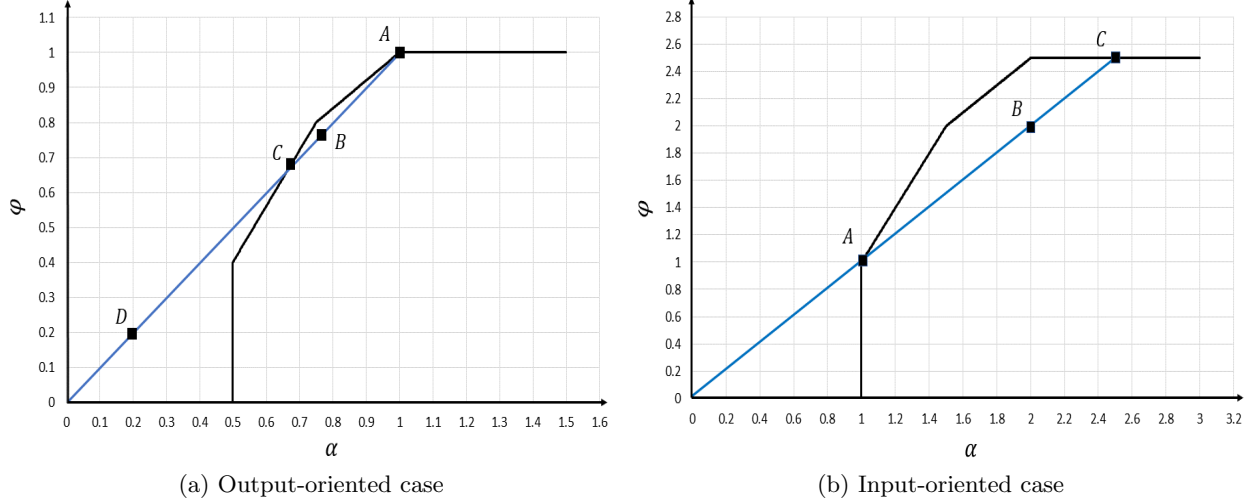 1.1
1
0.9
0.8
0.7
0.6
0.5
0.4
0.3
0.2
0.1
0
φ
A
B
C
D
0 0.1 0.2 0.3 0.4 0.5 0.6 0.7 0.8 0.9 1 1.1 1.2 1.3 1.4 1.5 1.6
α
(a) Output-oriented case
2.8
2.6
2.4
2.2
2
1.8
1.6
1.4
1.2
1
0.8
0.6
0.4
0.2
0
φ
C
B
A
0 0.2 0.4 0.6 0.8 1 1.2 1.4 1.6 1.8 2 2.2 2.4 2.6 2.8 3 3.2
α
(b) Input-oriented case